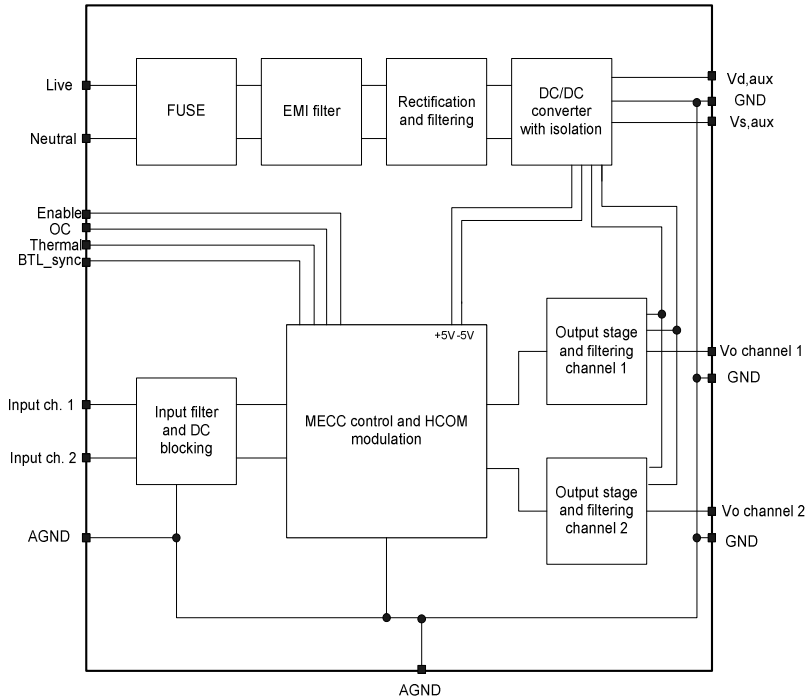 Live
Neutral
FUSE
EMI filter
Rectification
and filtering
DC/DC
converter
with isolation
Vd,aux
GND
Vs,aux
Enable
OC
Thermal
BTL_sync
+5V -5V
Output stage
and filtering
channel 1
Vo channel 1
GND
Input ch. 1
Input ch. 2
Input filter
and DC
blocking
MECC control and HCOM
modulation
Output stage
and filtering
channel 2
Vo channel 2
GND
AGND
AGND